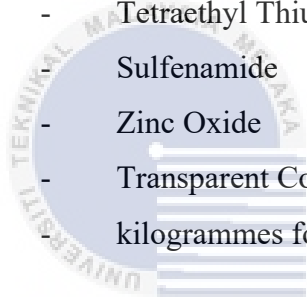 - Tetraethyl Thiu
- Sulfenamide
- Zinc Oxide
- Transparent Co
- kilogrammes fo